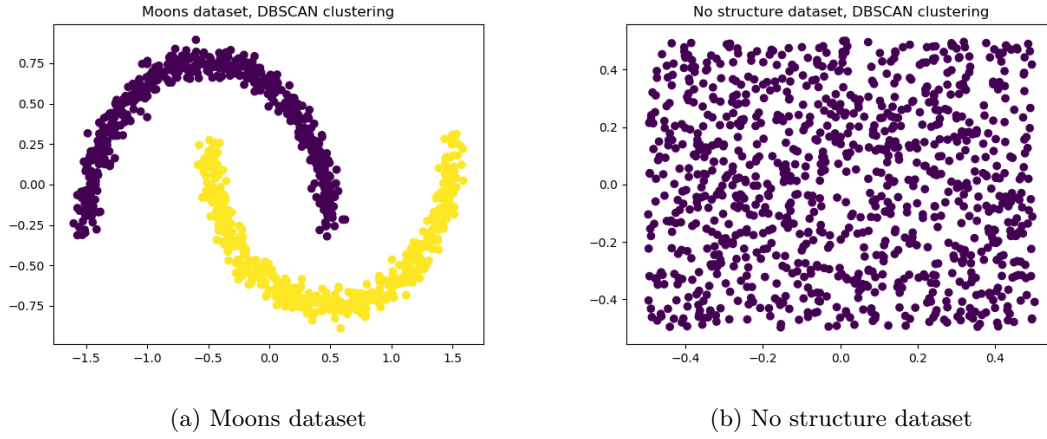 Moons dataset, DBSCAN clustering
0.75
0.50
0.25
0.00
−0.25
−0.50
−0.75
−1.5 −1.0 −0.5 0.0 0.5 1.0 1.5
(a) Moons dataset
No structure dataset, DBSCAN clustering
0.4
0.2
0.0
−0.2
−0.4
−0.4 −0.2 0.0 0.2 0.4
(b) No structure dataset